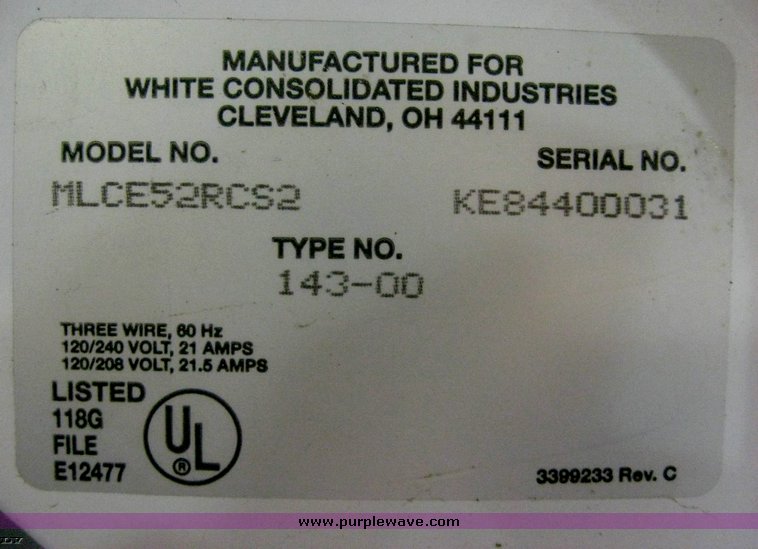 MANUFACTURED FOR
WHITE CONSOLIDATED INDUSTRIES
CLEVELAND, OH 44111
MODEL NO.
SERIAL NO.
MLCE52RCS2
KE84400031
TYPE NO.
143-00
THREE WIRE, 60 Hz
120/240 VOLT, 21 AMPS
120/208 VOLT, 21.5 AMPS
LISTED
118G
FILE
E12477
UL
®
3399233 Rev. C
www.purplewave.com